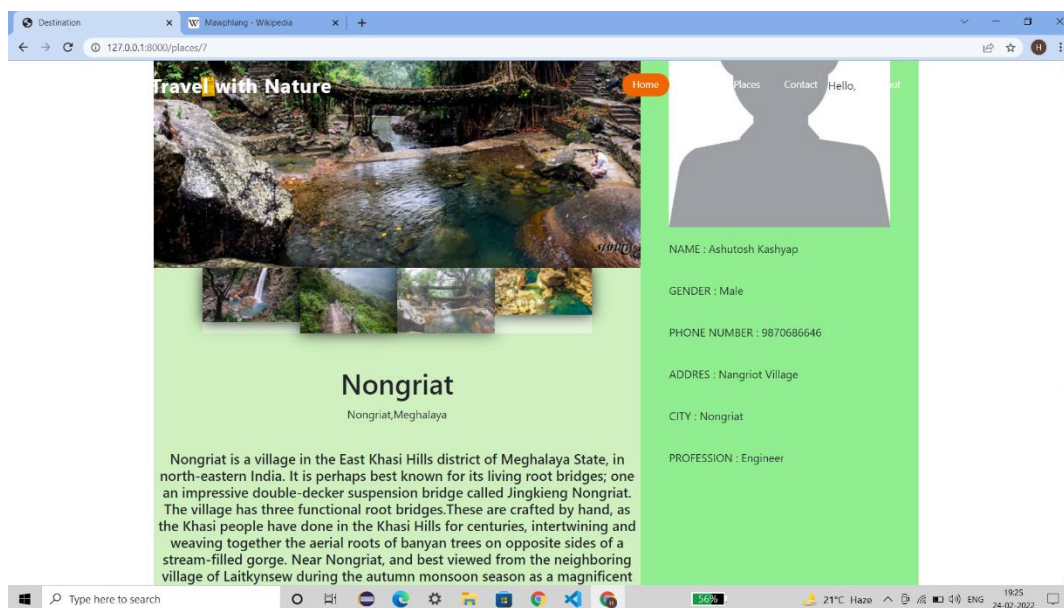 Destination
Mawphlang - Wikipedia
127.0.0.1:8000/places/7
H
Travel with Nature
Home
Places
Contact
Hello,
NAME : Ashutosh Kashyap
GENDER : Male
PHONE NUMBER : 9870686646
ADDRES : Nangriot Village
CITY : Nongriat
PROFESSION : Engineer
Nongriat
Nongriat,Meghalaya
Nongriat is a village in the East Khasi Hills district of Meghalaya State, in
north-eastern India. It is perhaps best known for its living root bridges; one
an impressive double-decker suspension bridge called Jingkieng Nongriat.
The village has three functional root bridges.These are crafted by hand, as
the Khasi people have done in the Khasi Hills for centuries, intertwining and
weaving together the aerial roots of banyan trees on opposite sides of a
stream-filled gorge. Near Nongriat, and best viewed from the neighboring
village of Laitkynsew during the autumn monsoon season as a magnificent
Type here to search
56%
21°C Haze
ENG
19:25
24-02-2022